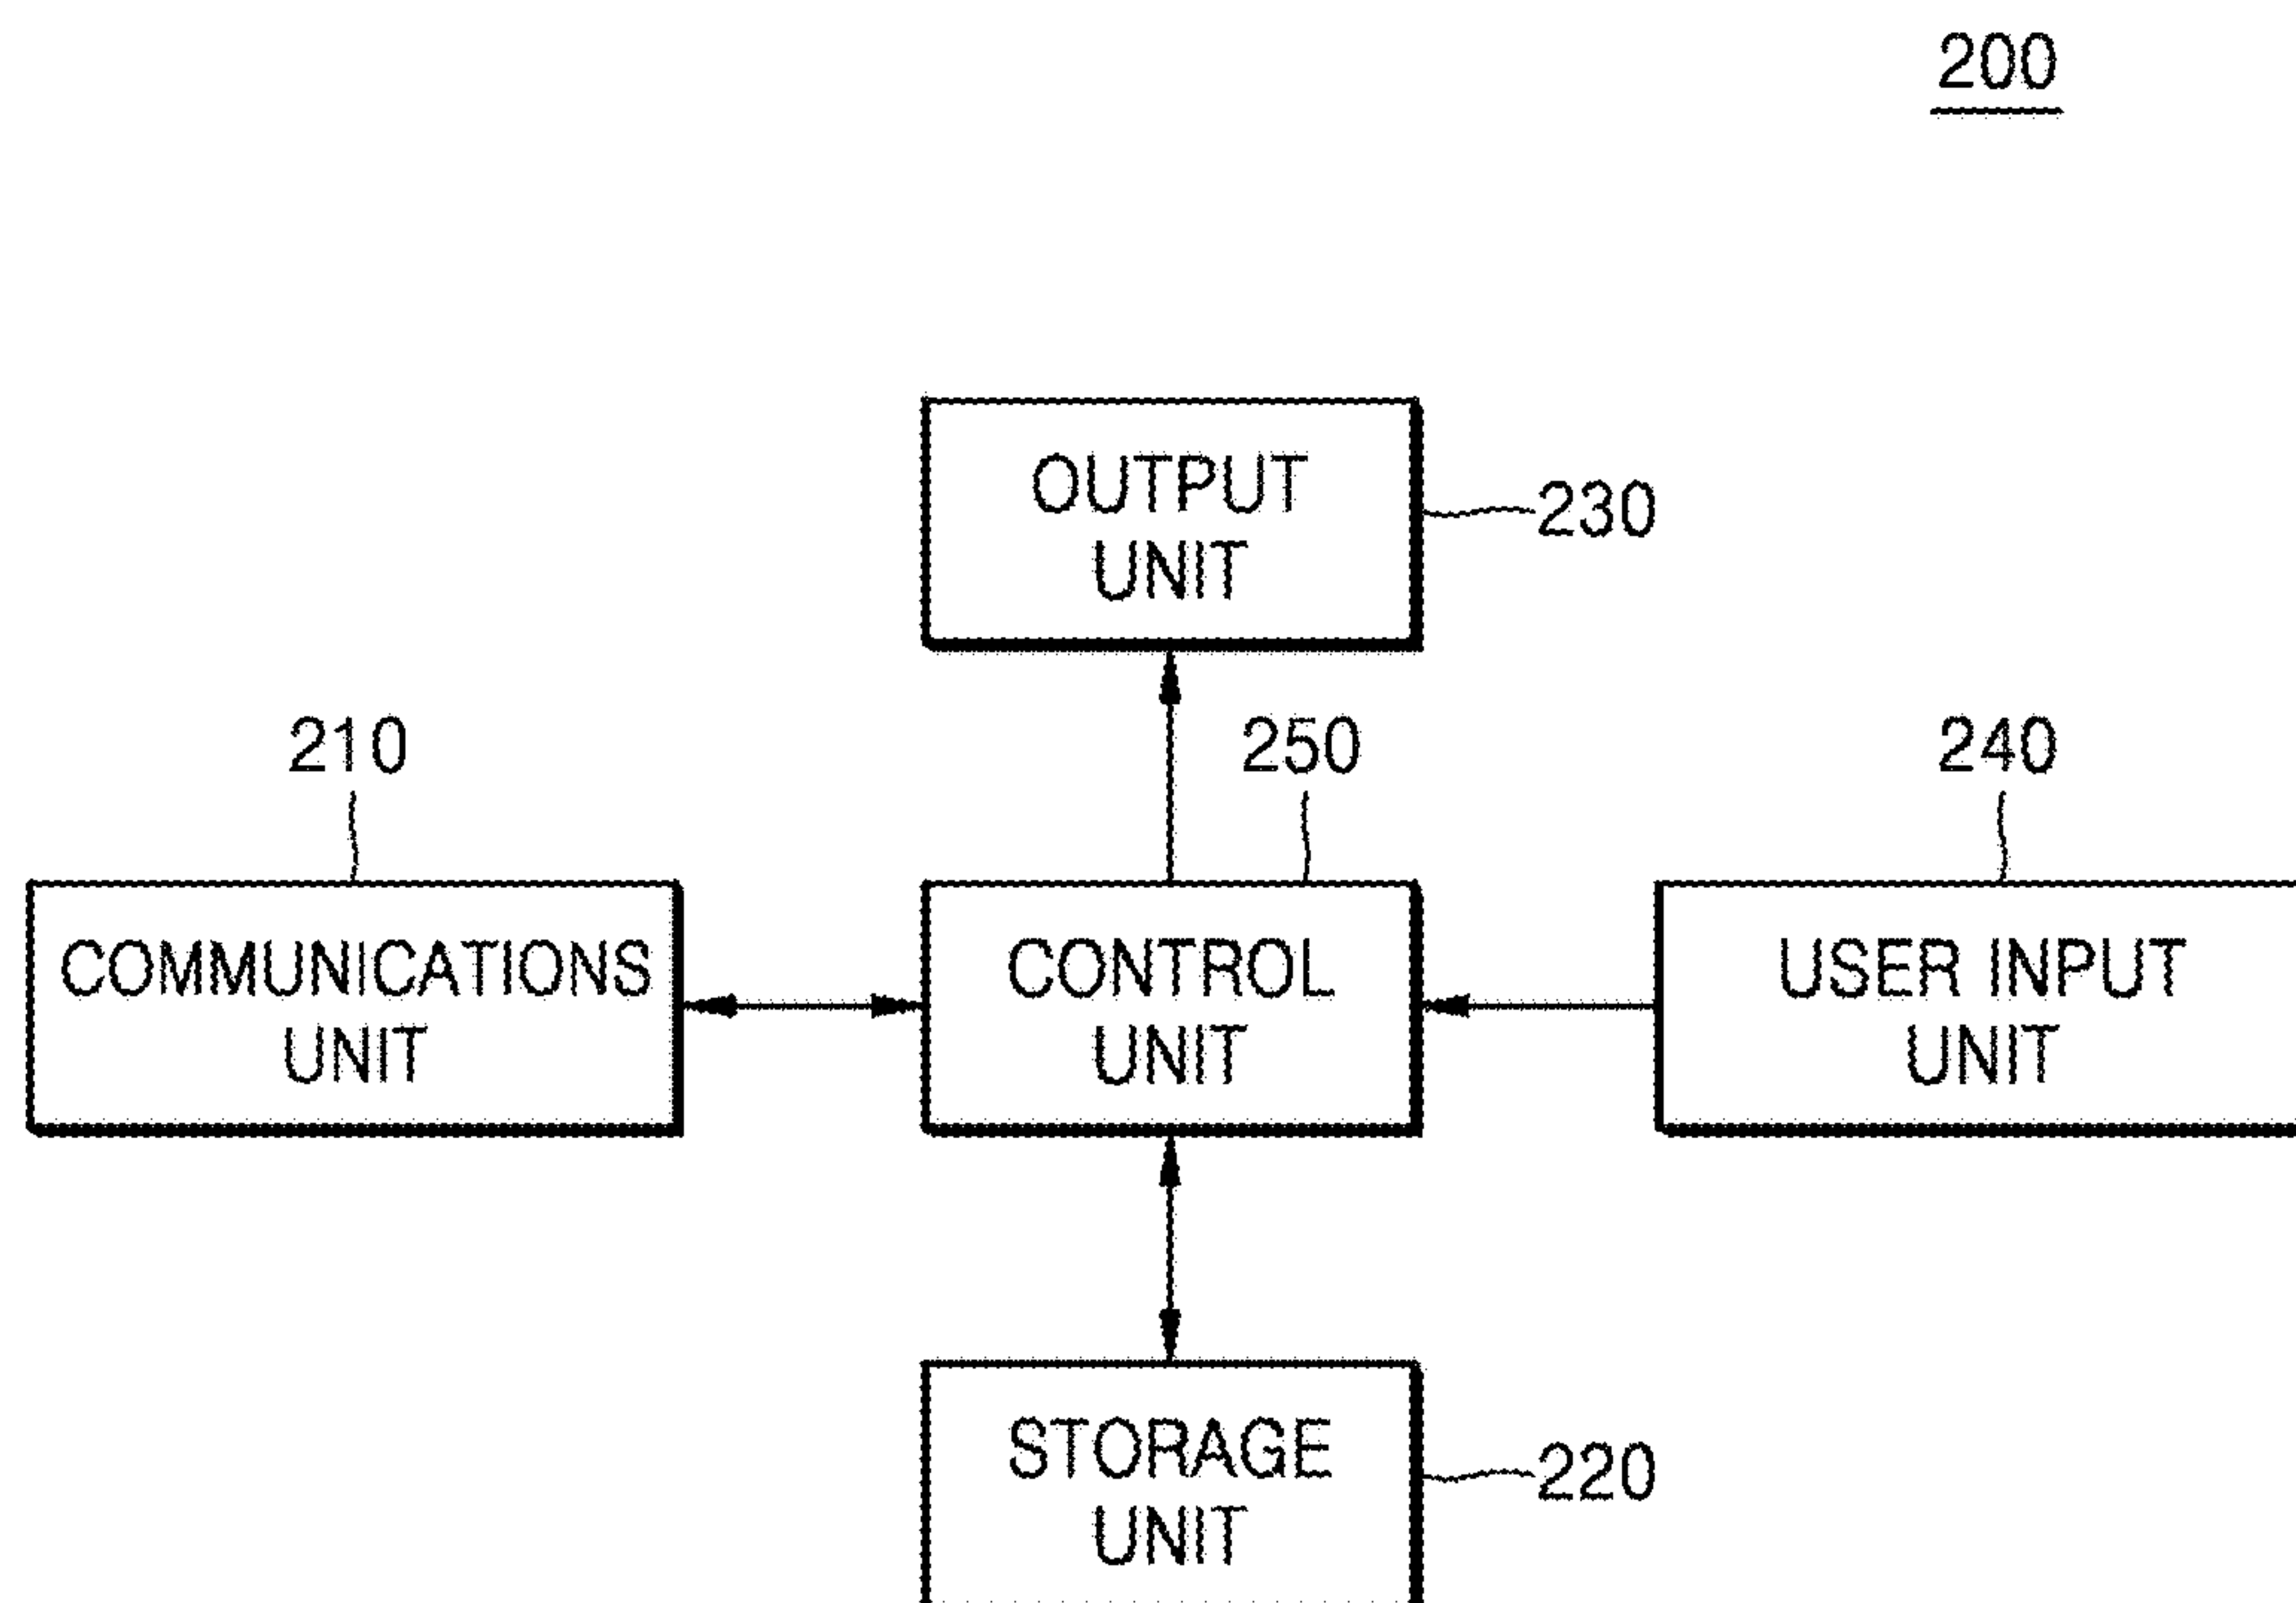 200
OUTPUT
UNIT
230
210
250
240
COMMUNICATIONS
UNIT
CONTROL
UNIT
USER INPUT
UNIT
STORAGE
UNIT
220